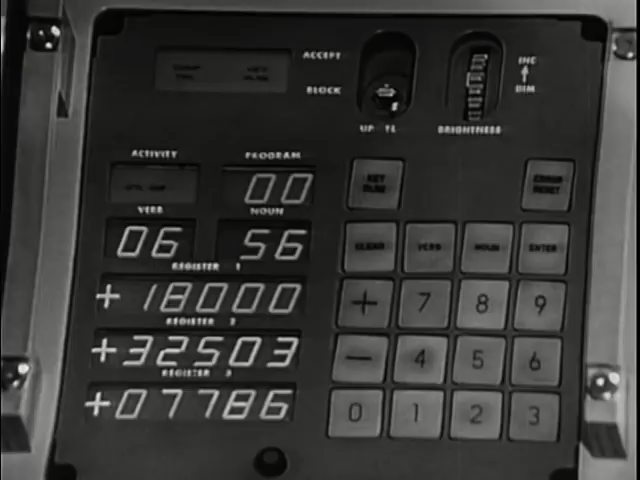 ACCEPT
BLOCK
INC
DIM
UP TL
BRIGHTNESS
ACTIVITY PROGRAM
00
VERB NOUN
06 56
REGISTER 1
+18000
REGISTER 2
+32503
REGISTER 3
+07786
KEY RLSE
ERROR RESET
CLEAR VERB NOUN ENTER
+ 7 8 9
- 4 5 6
0 1 2 3